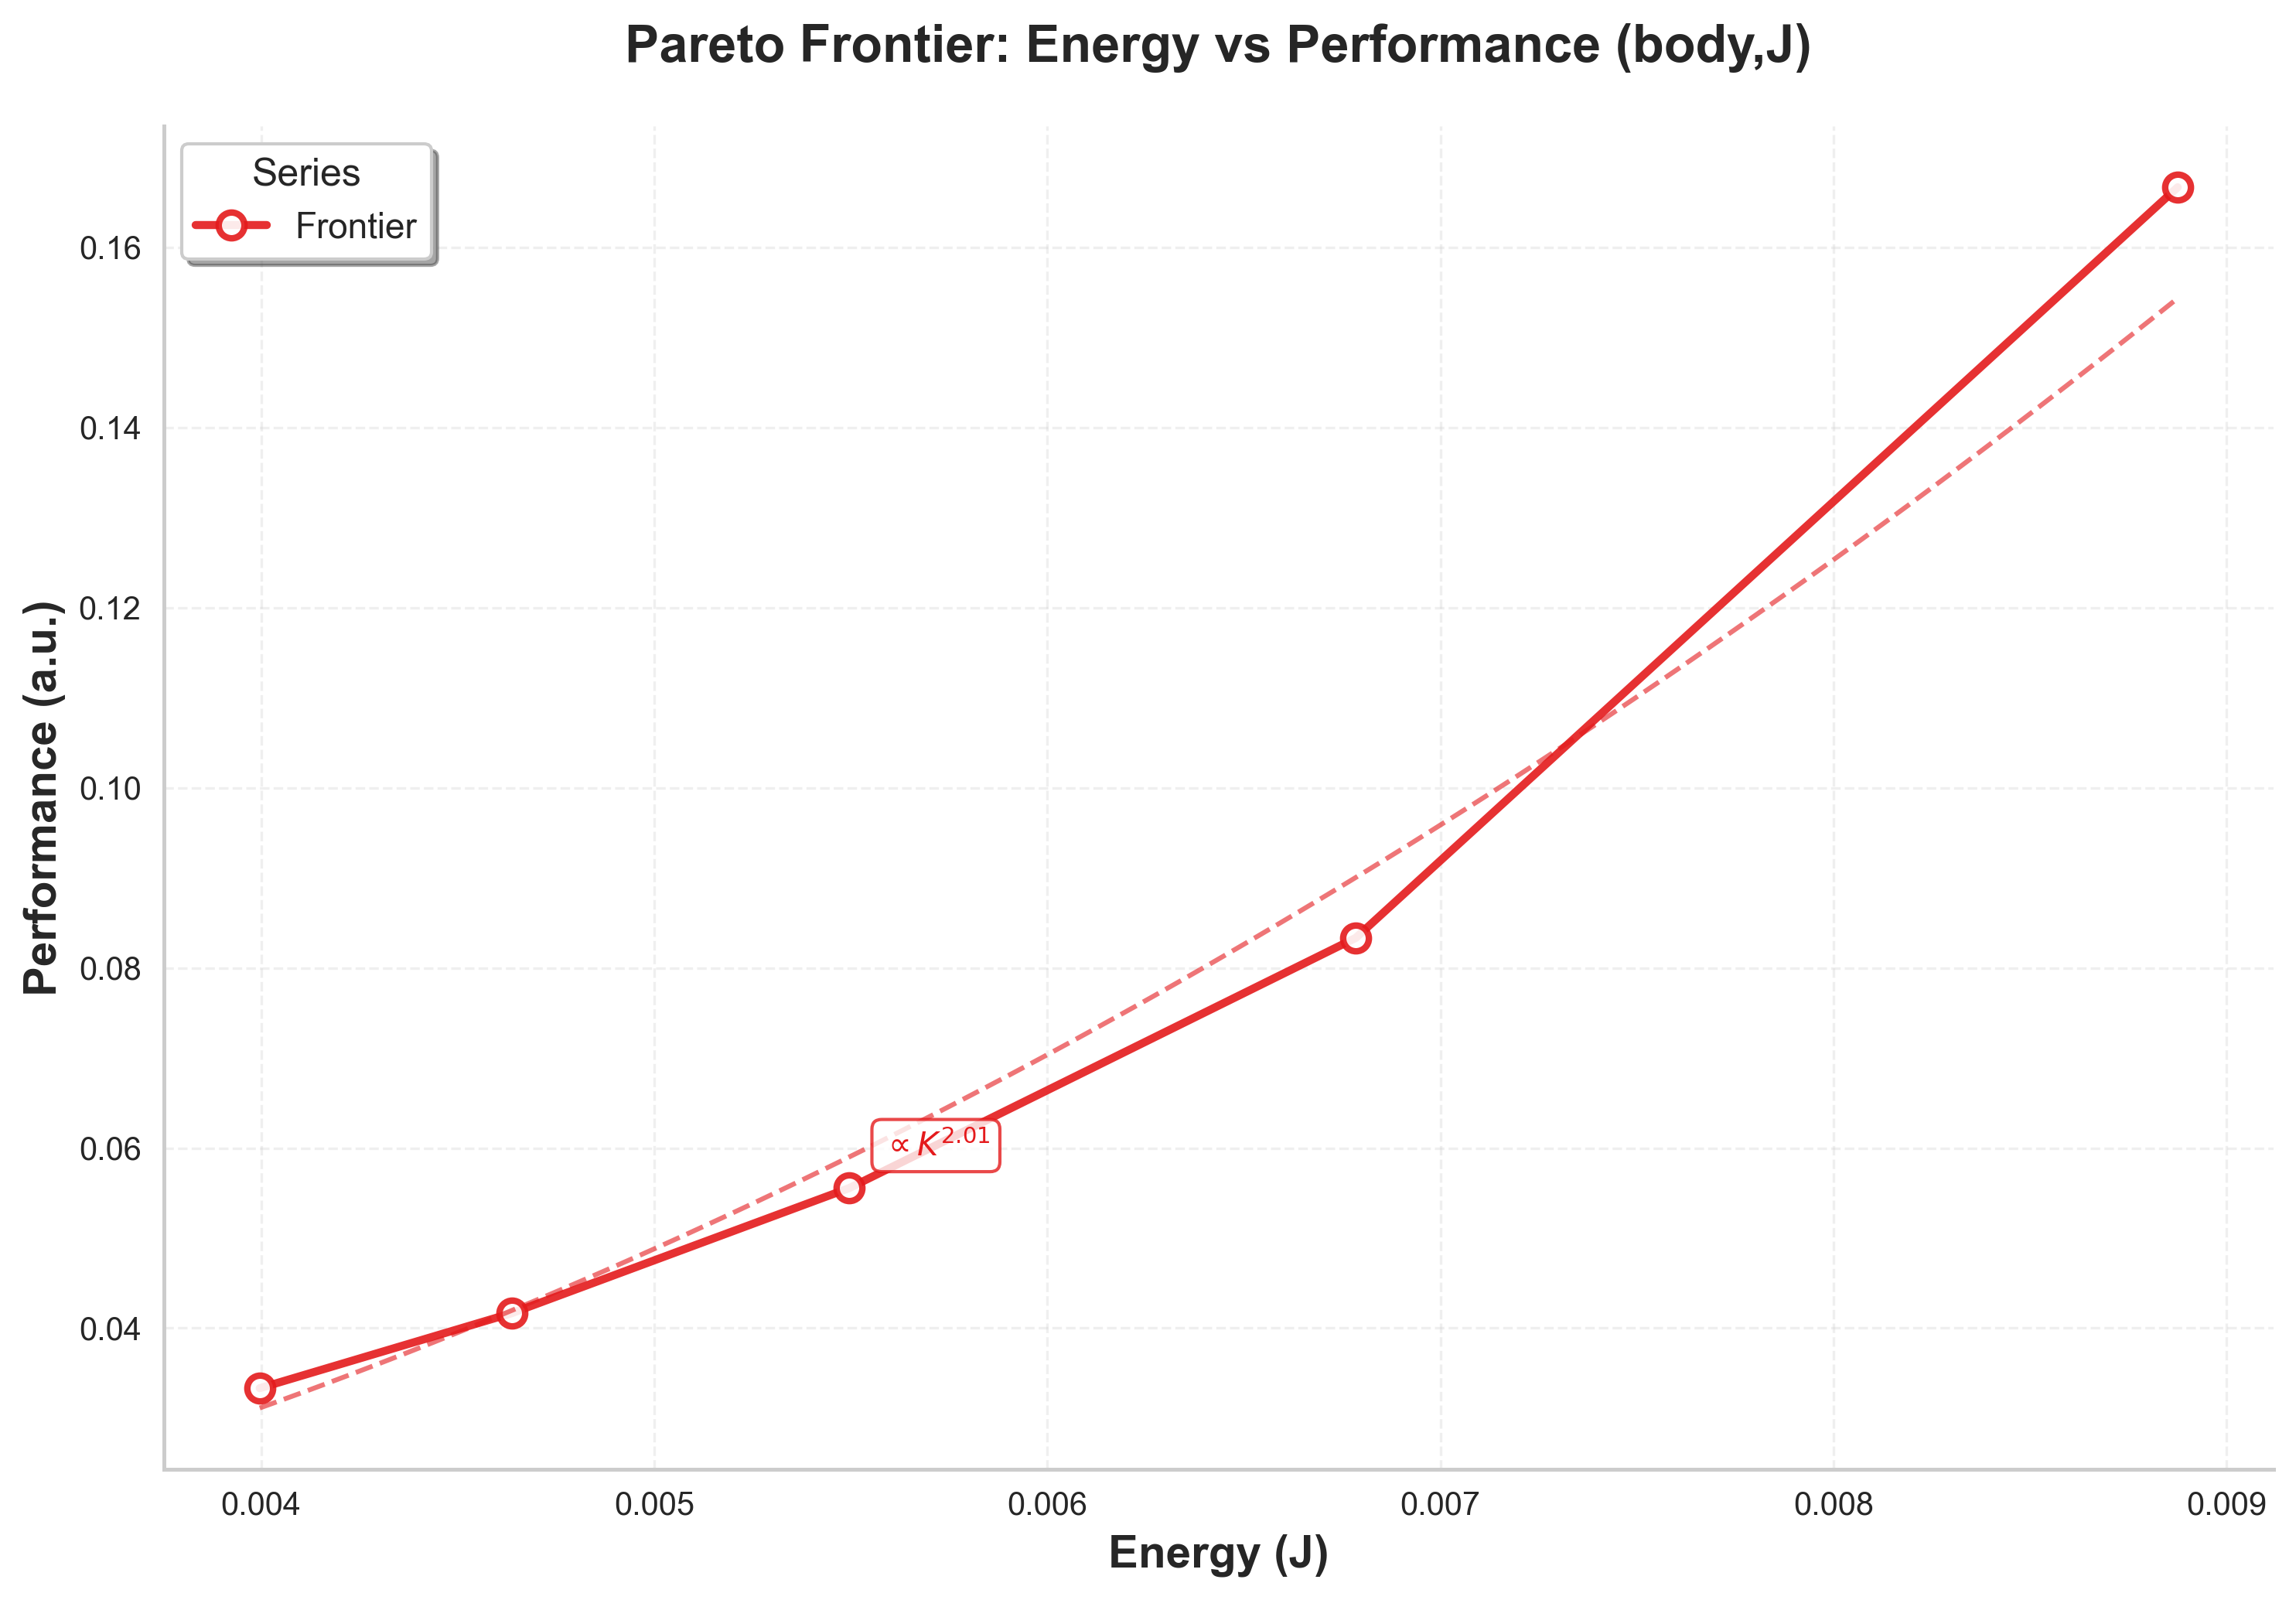 Pareto Frontier: Energy vs Performance (body,J)
Series
Frontier
0.16
0.14
0.12
0.10
0.08
0.06
0.04
Performance (a.u.)
∝ K^2.01
0.004 0.005 0.006 0.007 0.008 0.009
Energy (J)